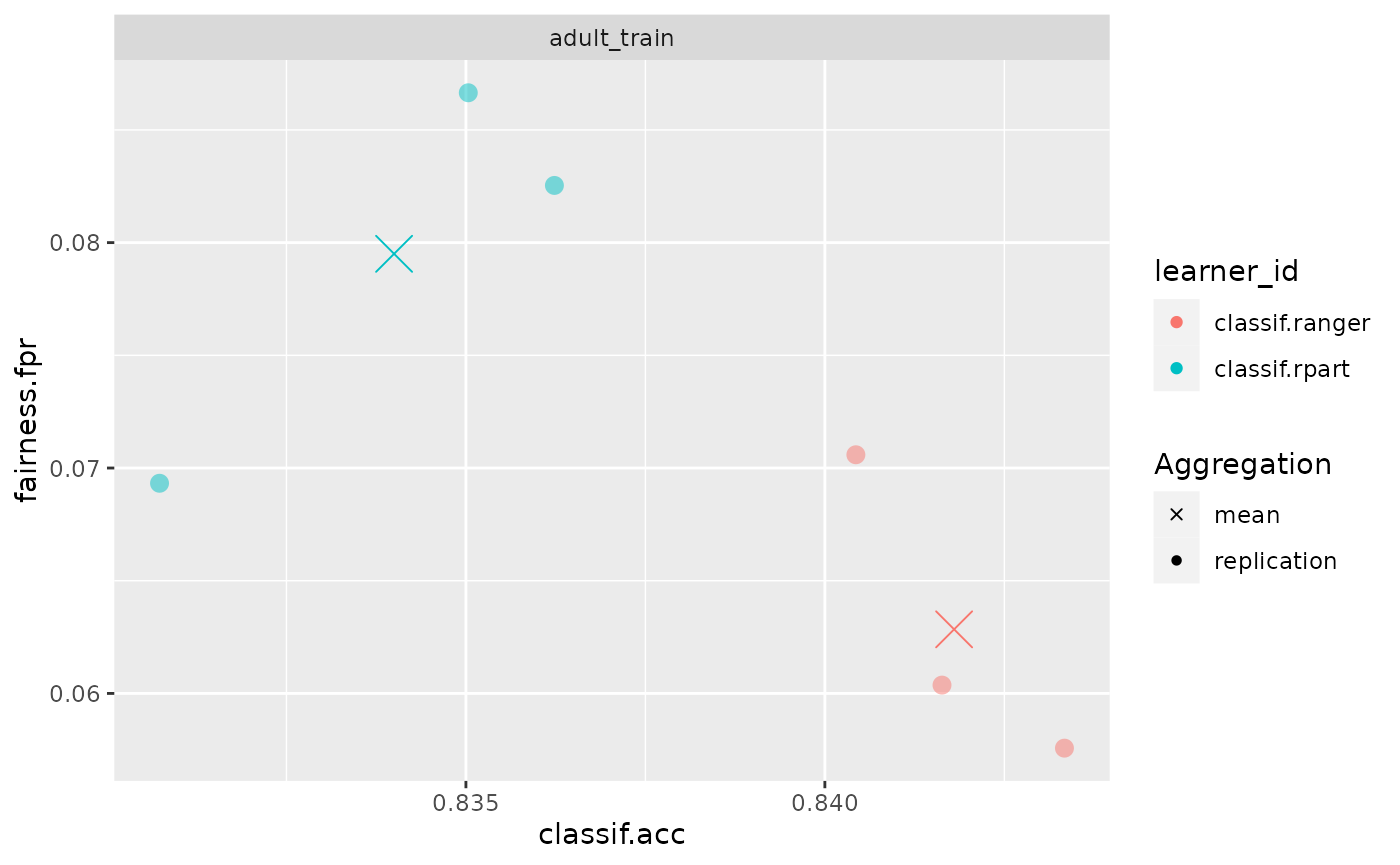 adult_train
fairness.fpr
0.08
0.07
0.06
0.835
0.840
classif.acc
learner_id
classif.ranger
classif.rpart
Aggregation
mean
replication